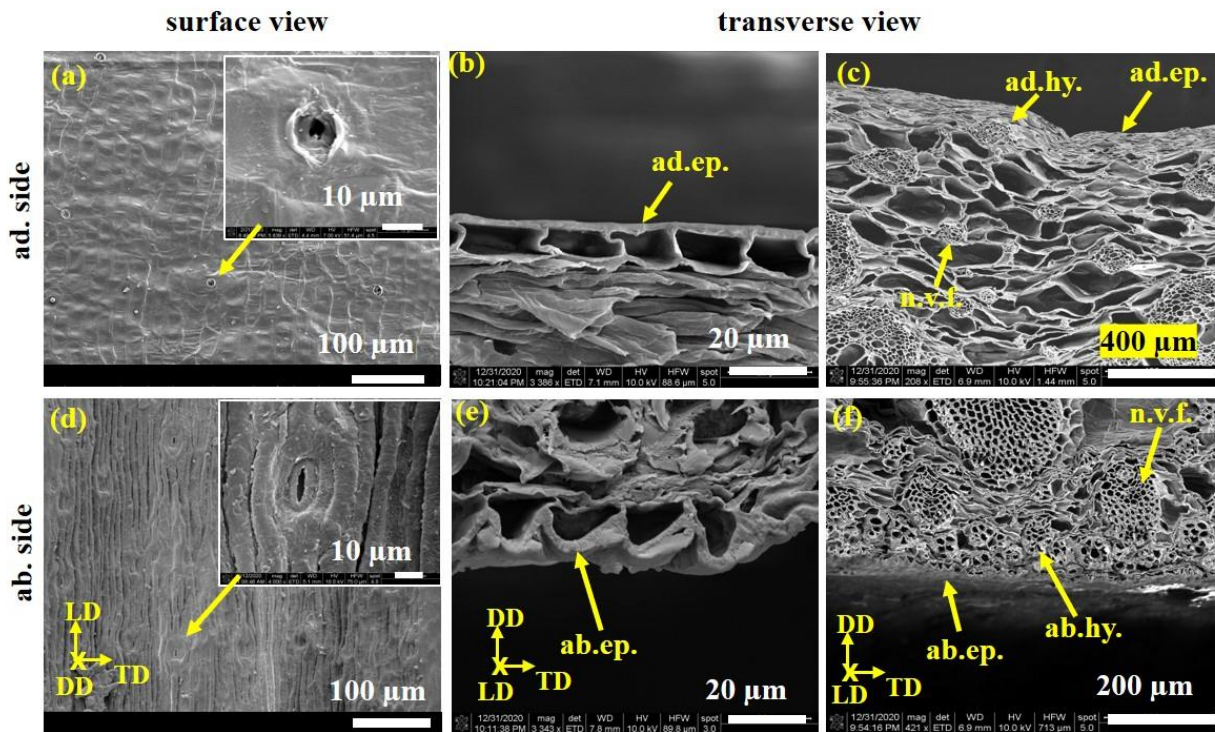 surface view
transverse view
ad. side
(a)
10 µm
100 µm
(b)
ad.ep.
20 µm
12/31/2020 mag det WD HV HFW spot
10:21:04 PM 3 386 x ETD 7.1 mm 10.0 kV 88.6 µm 5.0
(c)
ad.hy.
ad.ep.
n.v.f.
400 µm
12/31/2020 mag det WD HV HFW spot
9:55:36 PM 208 x ETD 6.9 mm 10.0 kV 1.44 mm 5.0
ab. side
(d)
10 µm
LD
TD
DD
100 µm
(e)
DD
TD
LD
ab.ep.
20 µm
12/31/2020 mag det WD HV HFW spot
10:11:38 PM 3 343 x ETD 7.8 mm 10.0 kV 89.8 µm 3.0
(f)
n.v.f.
DD
TD
LD
ab.ep.
ab.hy.
200 µm
12/31/2020 mag det WD HV HFW spot
9:54:16 PM 421 x ETD 6.9 mm 10.0 kV 713 µm 5.0